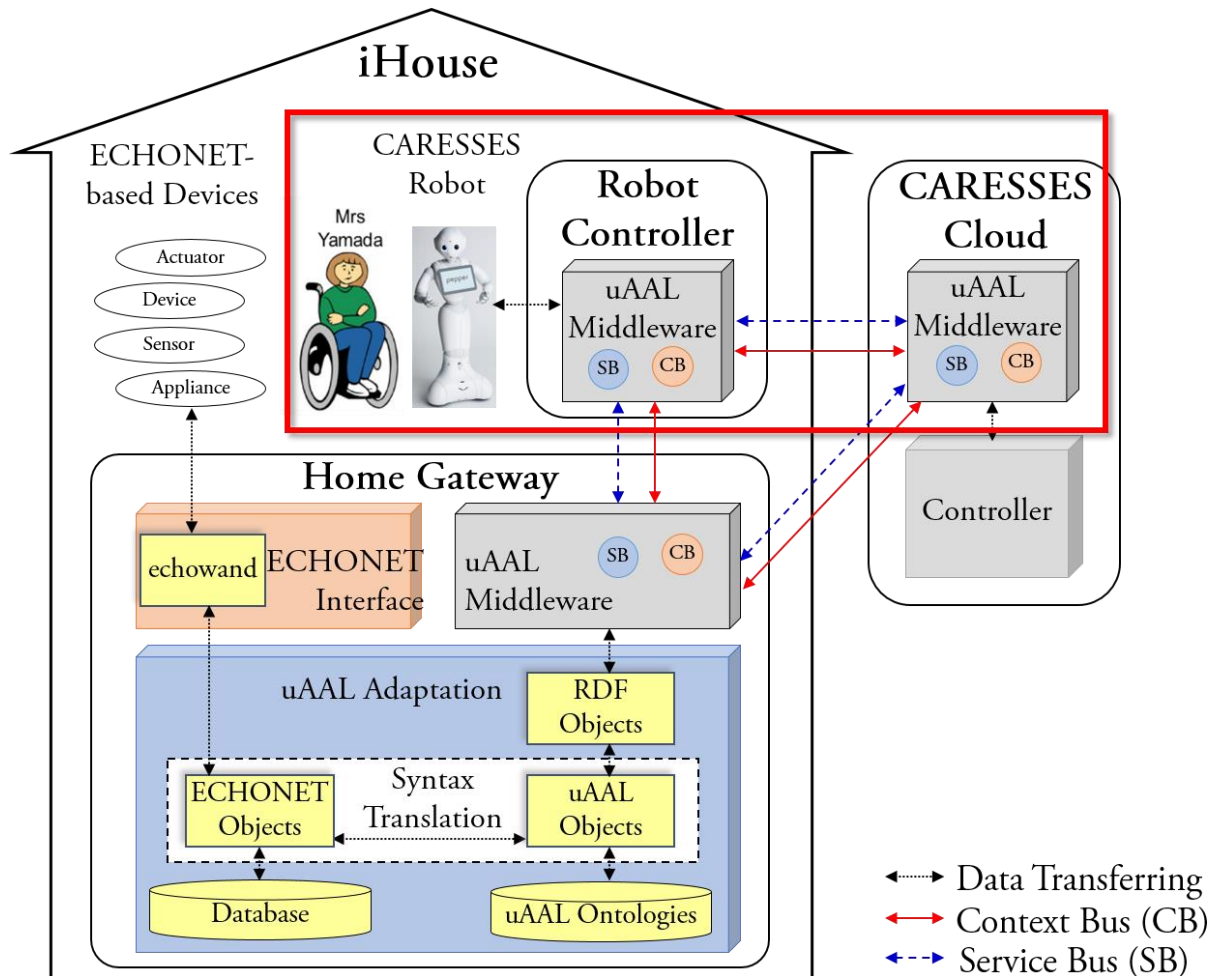 iHouse
ECHONET-
based Devices
Actuator
Device
Sensor
Appliance
CARESSES
Robot
Mrs
Yamada
pepper
Robot
Controller
uAAL
Middleware
SB
CB
CARESSES
Cloud
uAAL
Middleware
SB
CB
Controller
Home Gateway
echowand
ECHONET
Interface
uAAL
Middleware
SB
CB
uAAL Adaptation
RDF
Objects
ECHONET
Objects
Syntax
Translation
uAAL
Objects
Database
uAAL Ontologies
Data Transferring
Context Bus (CB)
Service Bus (SB)